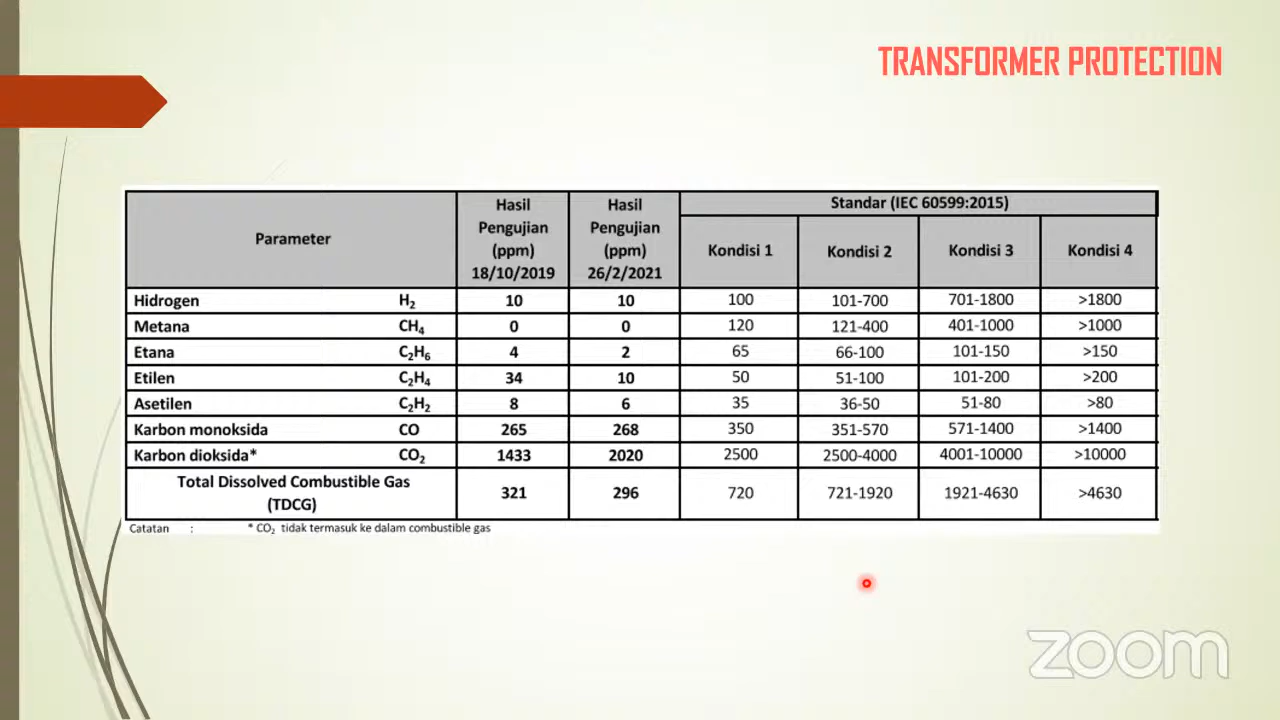 TRANSFORMER PROTECTION
Parameter
Hasil
Pengujian
(ppm)
18/10/2019
Hasil
Pengujian
(ppm)
26/2/2021
Standar (IEC 60599:2015)
Kondisi 1 Kondisi 2 Kondisi 3 Kondisi 4
Hidrogen H₂ 10 10 100 101-700 701-1800 >1800
Metana CH₄ 0 0 120 121-400 401-1000 >1000
Etana C₂H₆ 4 2 65 66-100 101-150 >150
Etilen C₂H₄ 34 10 50 51-100 101-200 >200
Asetilen C₂H₂ 8 6 35 36-50 51-80 >80
Karbon monoksida CO 265 268 350 351-570 571-1400 >1400
Karbon dioksida* CO₂ 1433 2020 2500 2500-4000 4001-10000 >10000
Total Dissolved Combustible Gas
(TDCG) 321 296 720 721-1920 1921-4630 >4630
Catatan : * CO₂ tidak termasuk ke dalam combustible gas
zoom